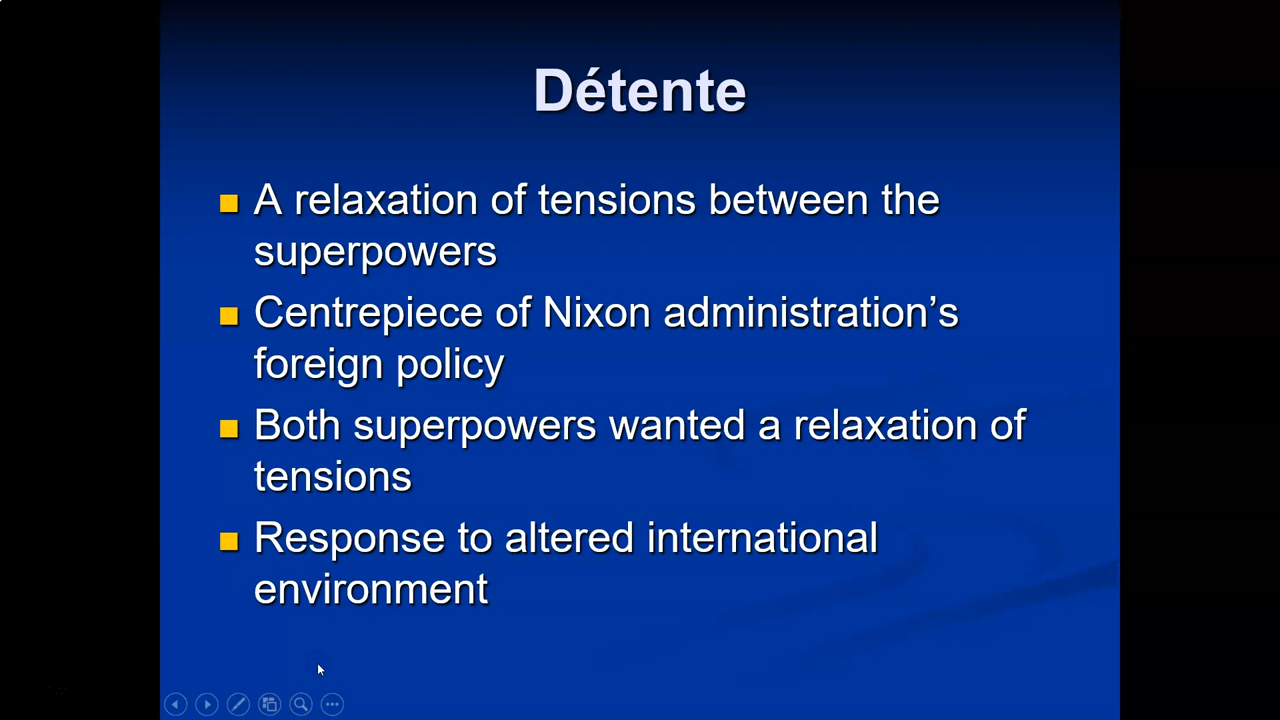 Détente
A relaxation of tensions between the
superpowers
Centrepiece of Nixon administration’s
foreign policy
Both superpowers wanted a relaxation of
tensions
Response to altered international
environment